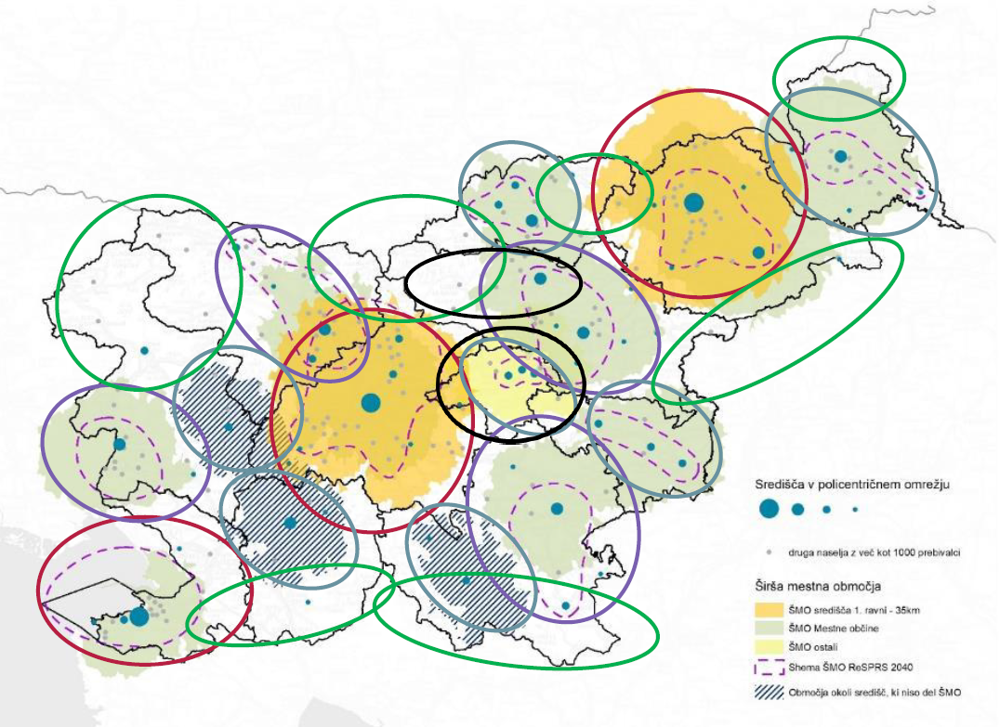 Središča v policentričnem omrežju
druga naselja z več kot 1000 prebivalci
Širša mestna območja
ŠMO središča 1. ravni - 35km
ŠMO Mestne občine
ŠMO ostali
Shema ŠMO ReSPRS 2040
Območja okoli središč, ki niso del ŠMO